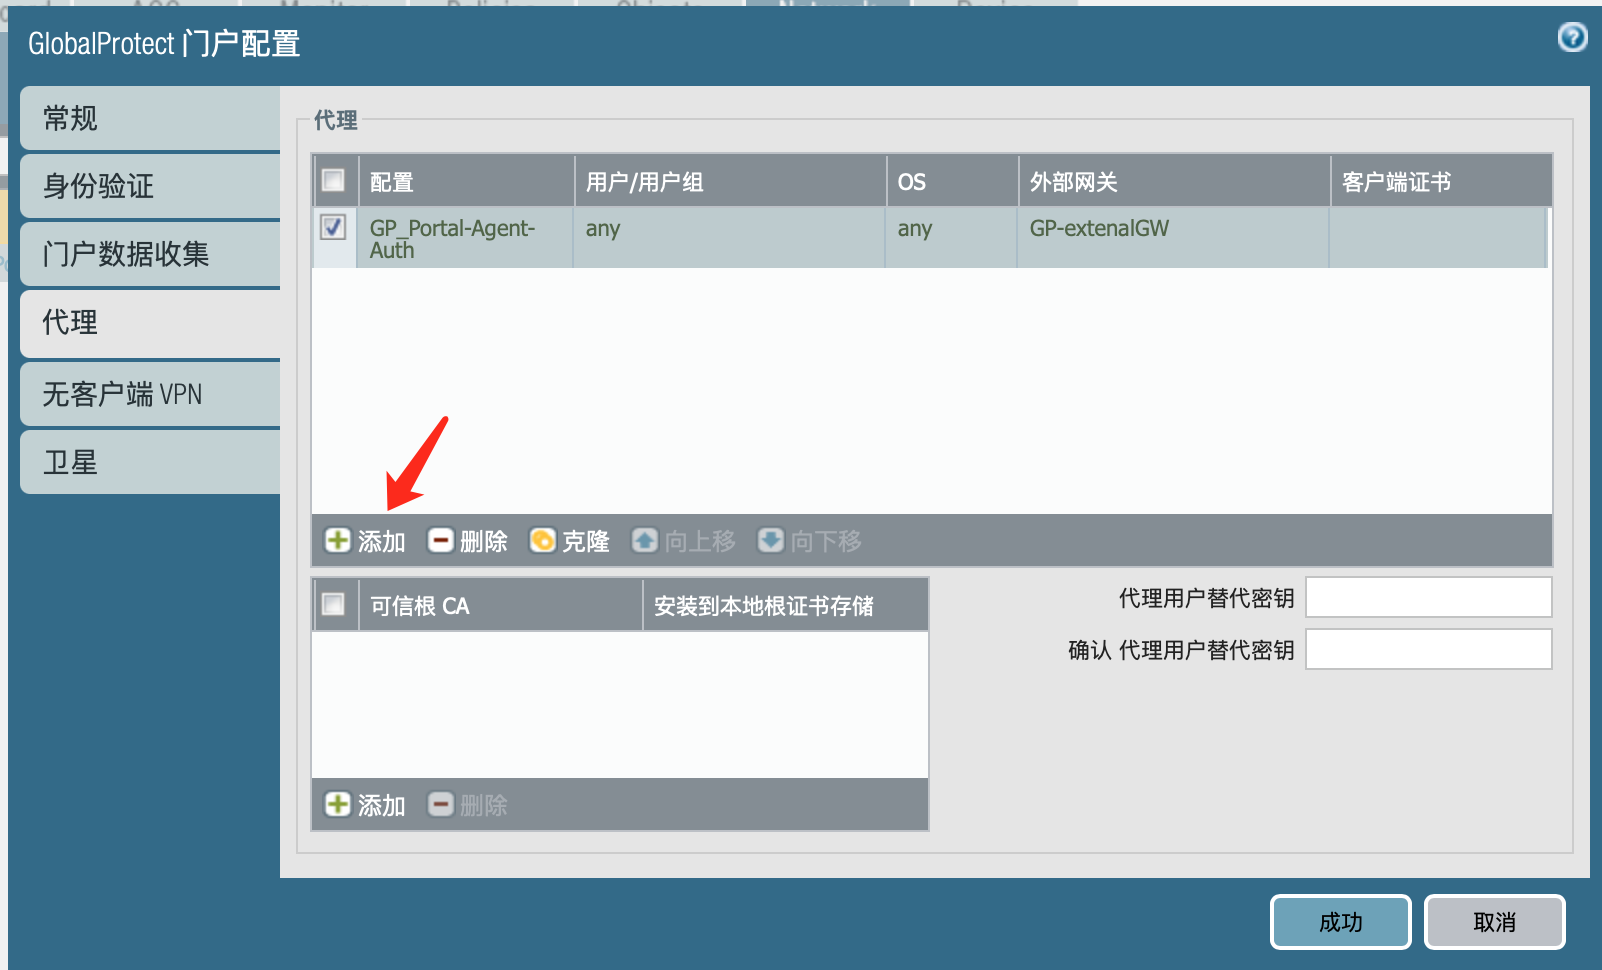 GlobalProtect 门户配置
常规
身份验证
门户数据收集
代理
无客户端 VPN
卫星
代理
配置 用户/用户组 OS 外部网关 客户端证书
GP_Portal-Agent- any any GP-extenalGW
Auth
添加 删除 克隆 向上移 向下移
可信根 CA 安装到本地根证书存储
代理用户替代密钥
确认 代理用户替代密钥
添加 删除
成功 取消